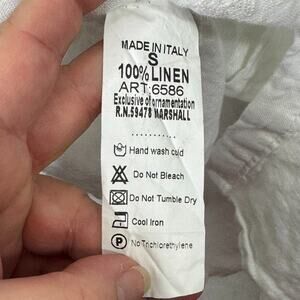 MADE IN ITALY
S
100% LINEN
ART:6586
Exclusive of ornamentation
R.N.59478 MARSHALL
Hand wash cold
Do Not Bleach
Do Not Tumble Dry
Cool Iron
P No Trichlorethylene